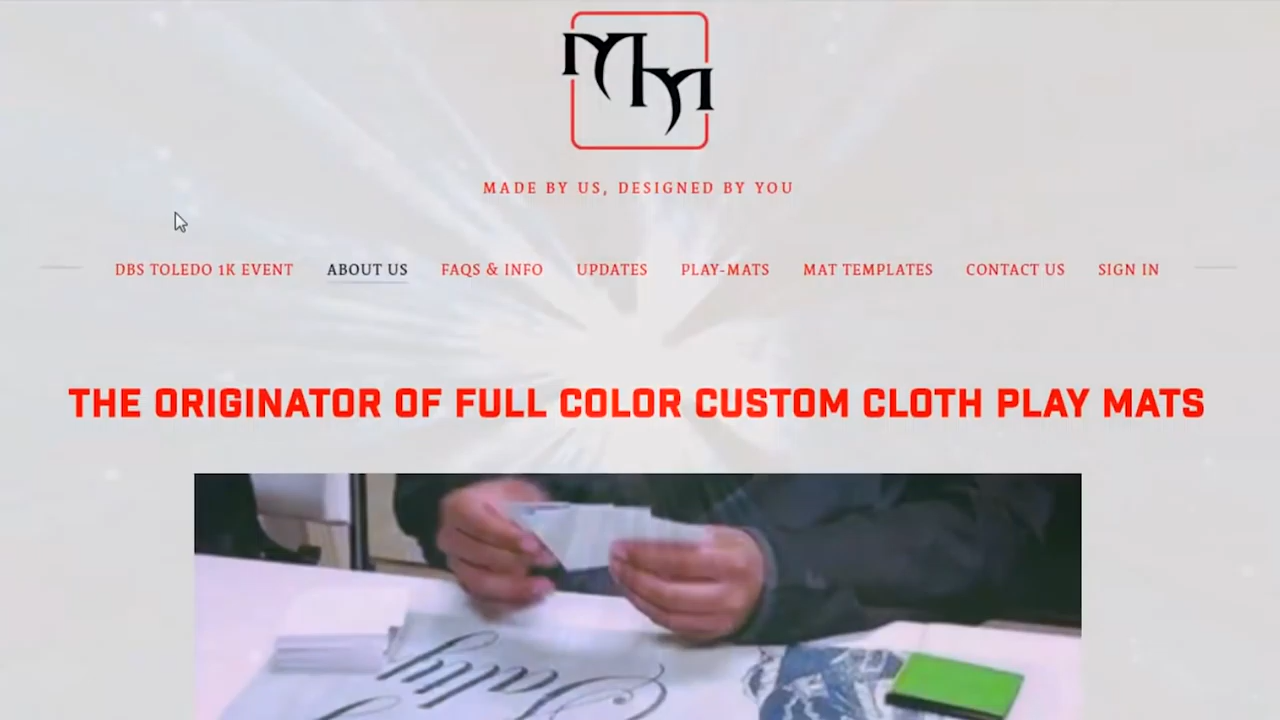 MM
MADE BY US, DESIGNED BY YOU
DBS TOLEDO 1K EVENT ABOUT US FAQS & INFO UPDATES PLAY-MATS MAT TEMPLATES CONTACT US SIGN IN
THE ORIGINATOR OF FULL COLOR CUSTOM CLOTH PLAY MATS